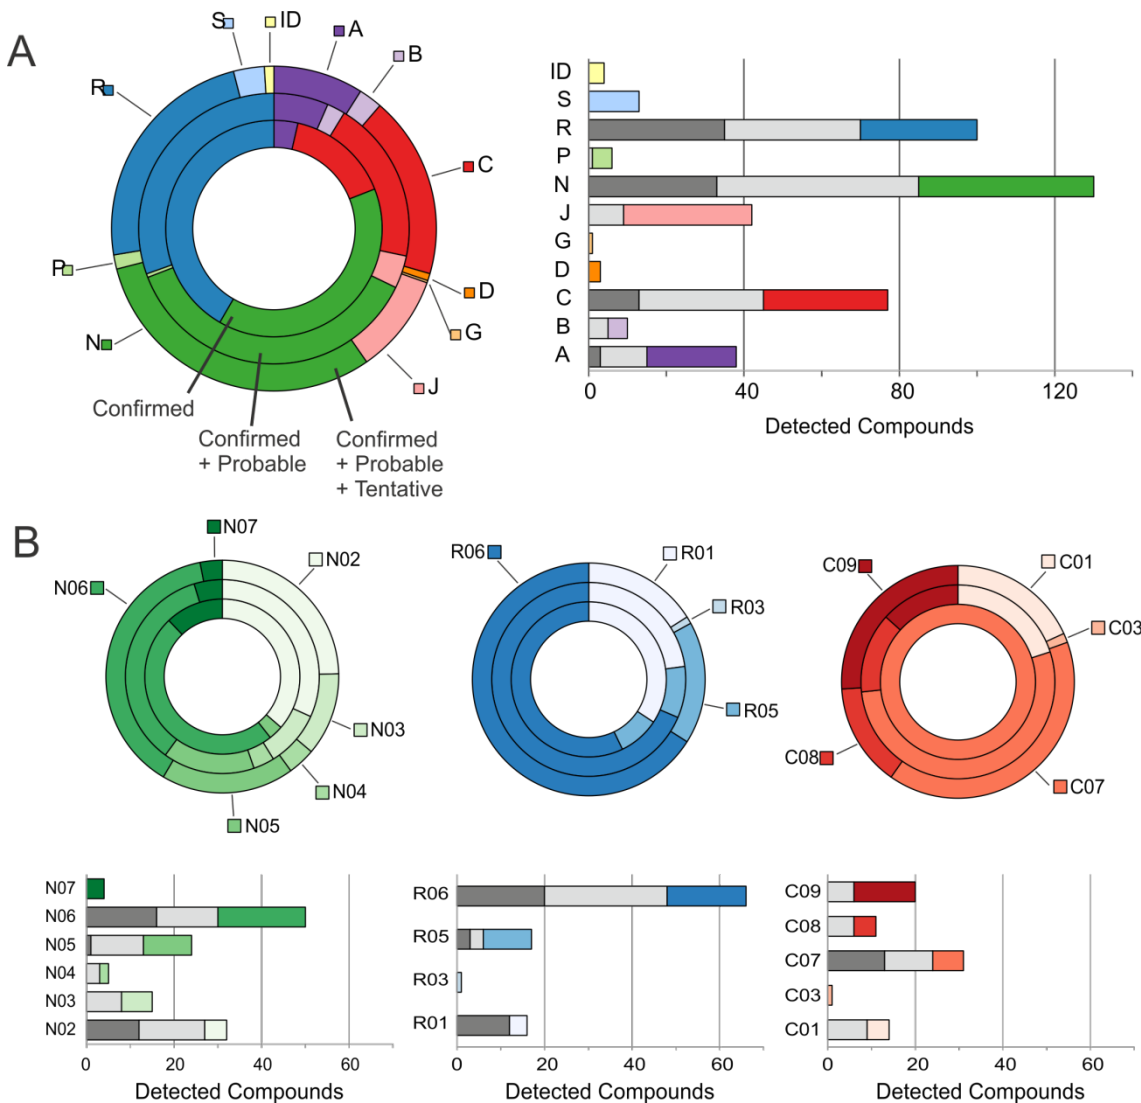 A
S
ID
A
B
R
C
P
D
G
N
J
Confirmed
Confirmed
+ Probable
Confirmed
+ Probable
+ Tentative
ID
S
R
P
N
J
G
D
C
B
A
0
40
80
120
Detected Compounds
B
N07
N02
N06
N03
N04
N05
R06
R01
R03
R05
C09
C01
C03
C08
C07
N07
N06
N05
N04
N03
N02
0
20
40
60
Detected Compounds
R06
R05
R03
R01
0
20
40
60
Detected Compounds
C09
C08
C07
C03
C01
0
20
40
60
Detected Compounds